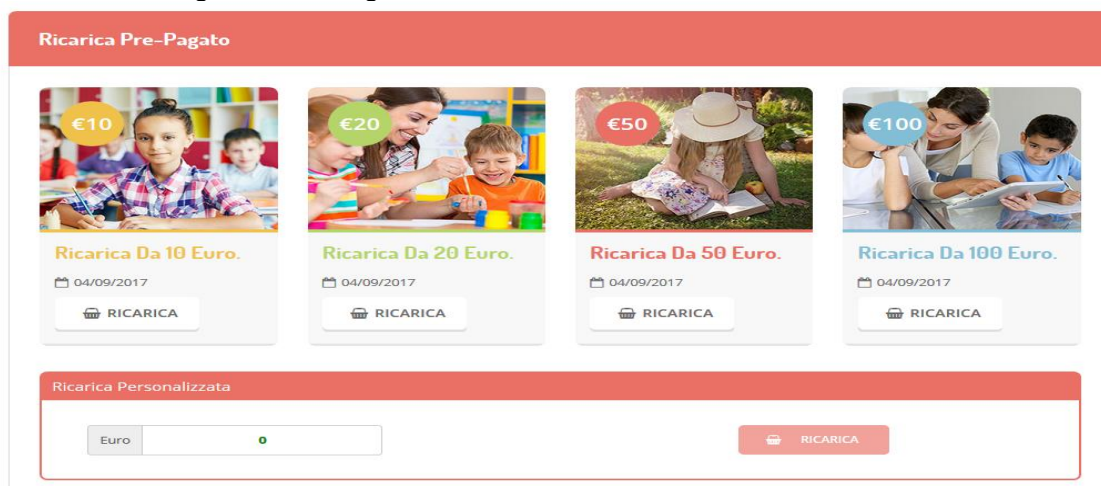 Ricarica Pre-Pagato
€10
€20
€50
€100
Ricarica Da 10 Euro.
Ricarica Da 20 Euro.
Ricarica Da 50 Euro.
Ricarica Da 100 Euro.
04/09/2017
04/09/2017
04/09/2017
04/09/2017
RICARICA
RICARICA
RICARICA
RICARICA
Ricarica Personalizzata
Euro
0
RICARICA